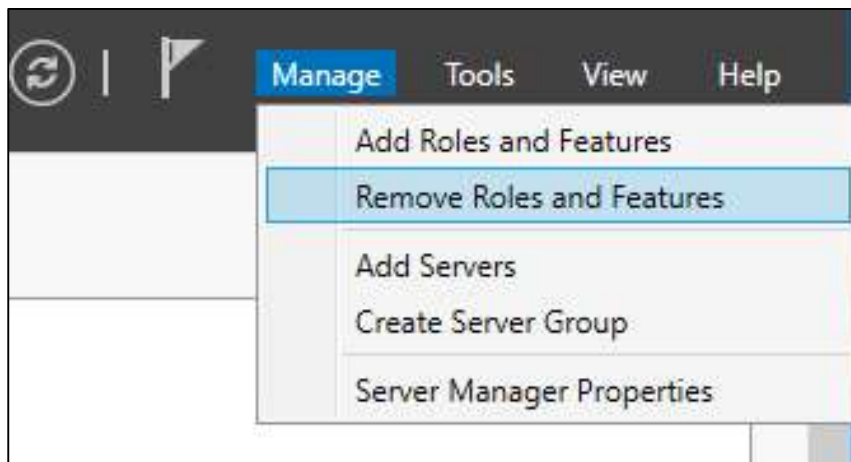 Manage Tools View Help
Add Roles and Features
Remove Roles and Features
Add Servers
Create Server Group
Server Manager Properties